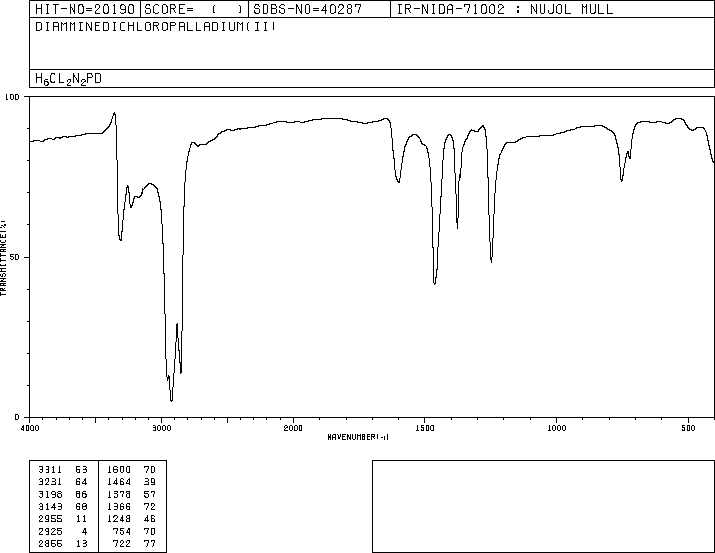 HIT-NO=20190 SCORE= ( ) SDBS-NO=40287 IR-NIDA-71002 : NUJOL MULL
DIAMMINEDICHLOROPALLADIUM(II)
H6CL2N2PD
100
TRANSMITTANCE(%)
50
0
4000 3000 2000 1500 1000 500
WAVENUMBER(-1)
3311 53 1600 70
3231 64 1464 39
3198 66 1378 57
3143 68 1366 72
2955 11 1248 46
2925 4 754 70
2855 13 722 77